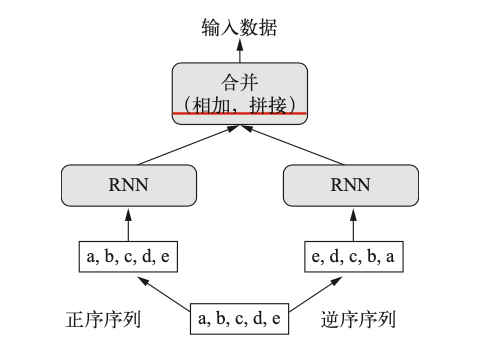 输入数据
合并
(相加，拼接)
RNN
RNN
a, b, c, d, e
e, d, c, b, a
正序序列
a, b, c, d, e
逆序序列